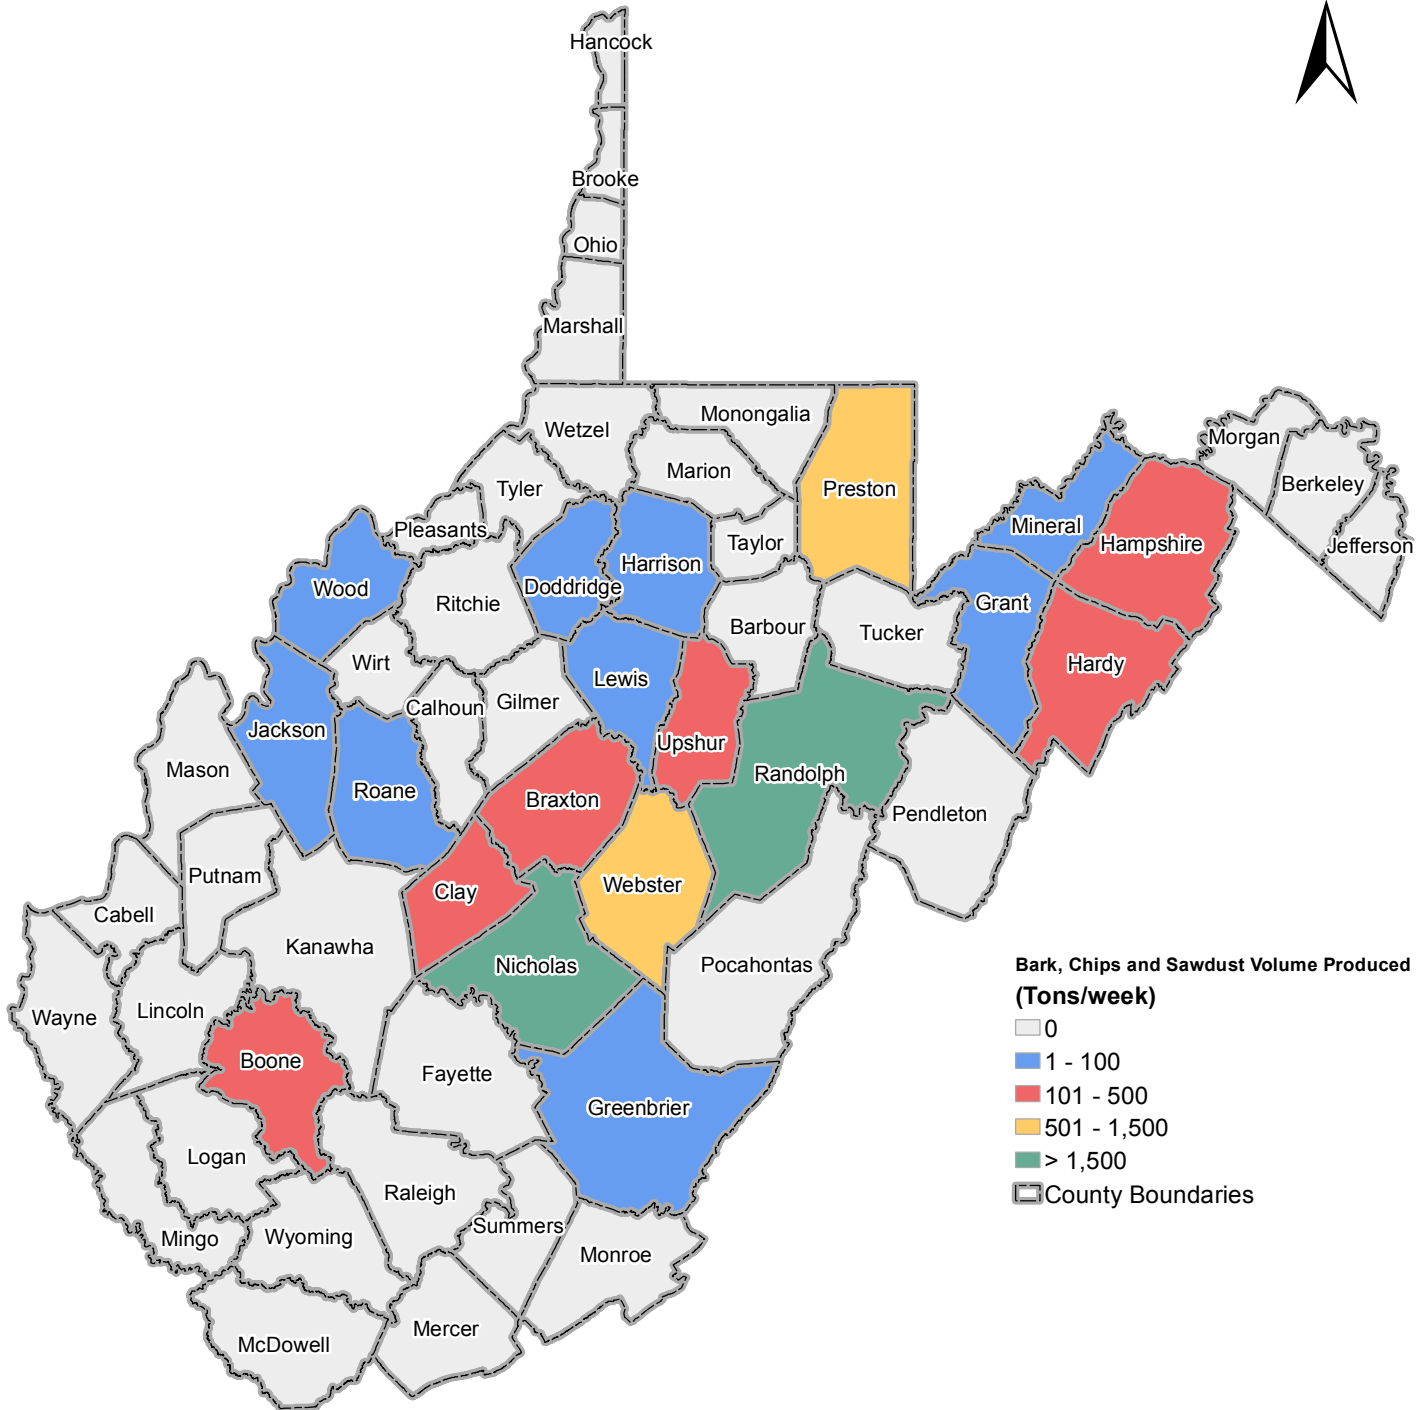 Hancock
Brooke
Ohio
Marshall
Wetzel
Monongalia
Marion
Preston
Tyler
Pleasants
Taylor
Morgan
Berkeley
Jefferson
Mineral
Hampshire
Wood
Doddridge
Harrison
Ritchie
Grant
Barbour
Tucker
Wirt
Lewis
Hardy
Calhoun
Gilmer
Jackson
Upshur
Mason
Randolph
Roane
Braxton
Pendleton
Putnam
Clay
Webster
Cabell
Kanawha
Nicholas
Pocahontas
Wayne
Lincoln
Boone
Fayette
Greenbrier
Logan
Raleigh
Summers
Mingo
Wyoming
Monroe
Mercer
McDowell
Bark, Chips and Sawdust Volume Produced
(Tons/week)
0
1 - 100
101 - 500
501 - 1,500
> 1,500
County Boundaries